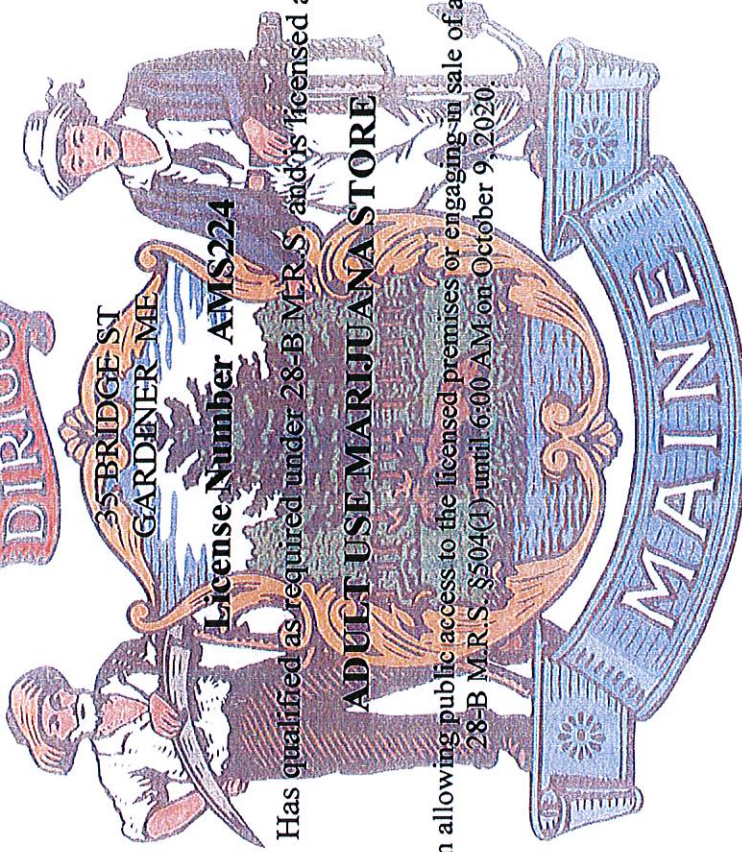 DIRIGO
35 BRIDGE ST
GARDINER ME
License Number AMS224
Has qualified as required under 28-B M.R.S. and is licensed a
ADULT USE MARIJUANA STORE
n allowing public access to the licensed premises or engaging in sale of a
28-B M.R.S. §504(1) until 6:00 AM on October 9, 2020.
MAINE